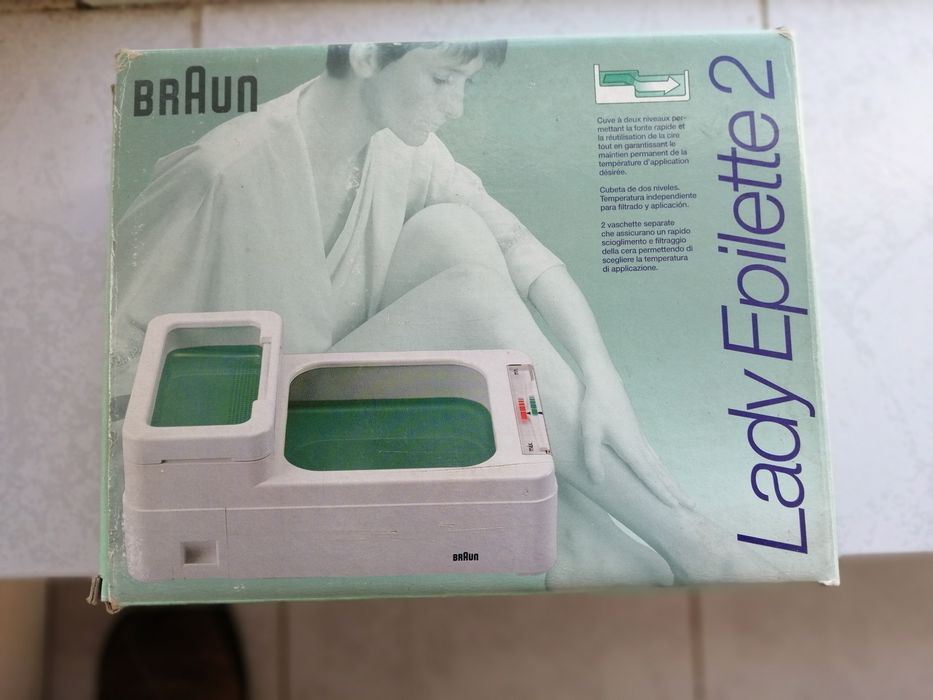 BRAUN
Cuve à deux niveaux per-
mettant la fonte rapide et
la réutilisation de la cire
tout en garantissant le
maintien permanent de la
température d'application
désirée.
Cubeta de dos niveles.
Temperatura independiente
para filtrado y aplicación.
2 vaschette separate
che assicurano un rapido
scioglimento e filtraggio
della cera permettendo di
scegliere la temperatura
di applicazione.
Lady Epilette 2
BRAUN